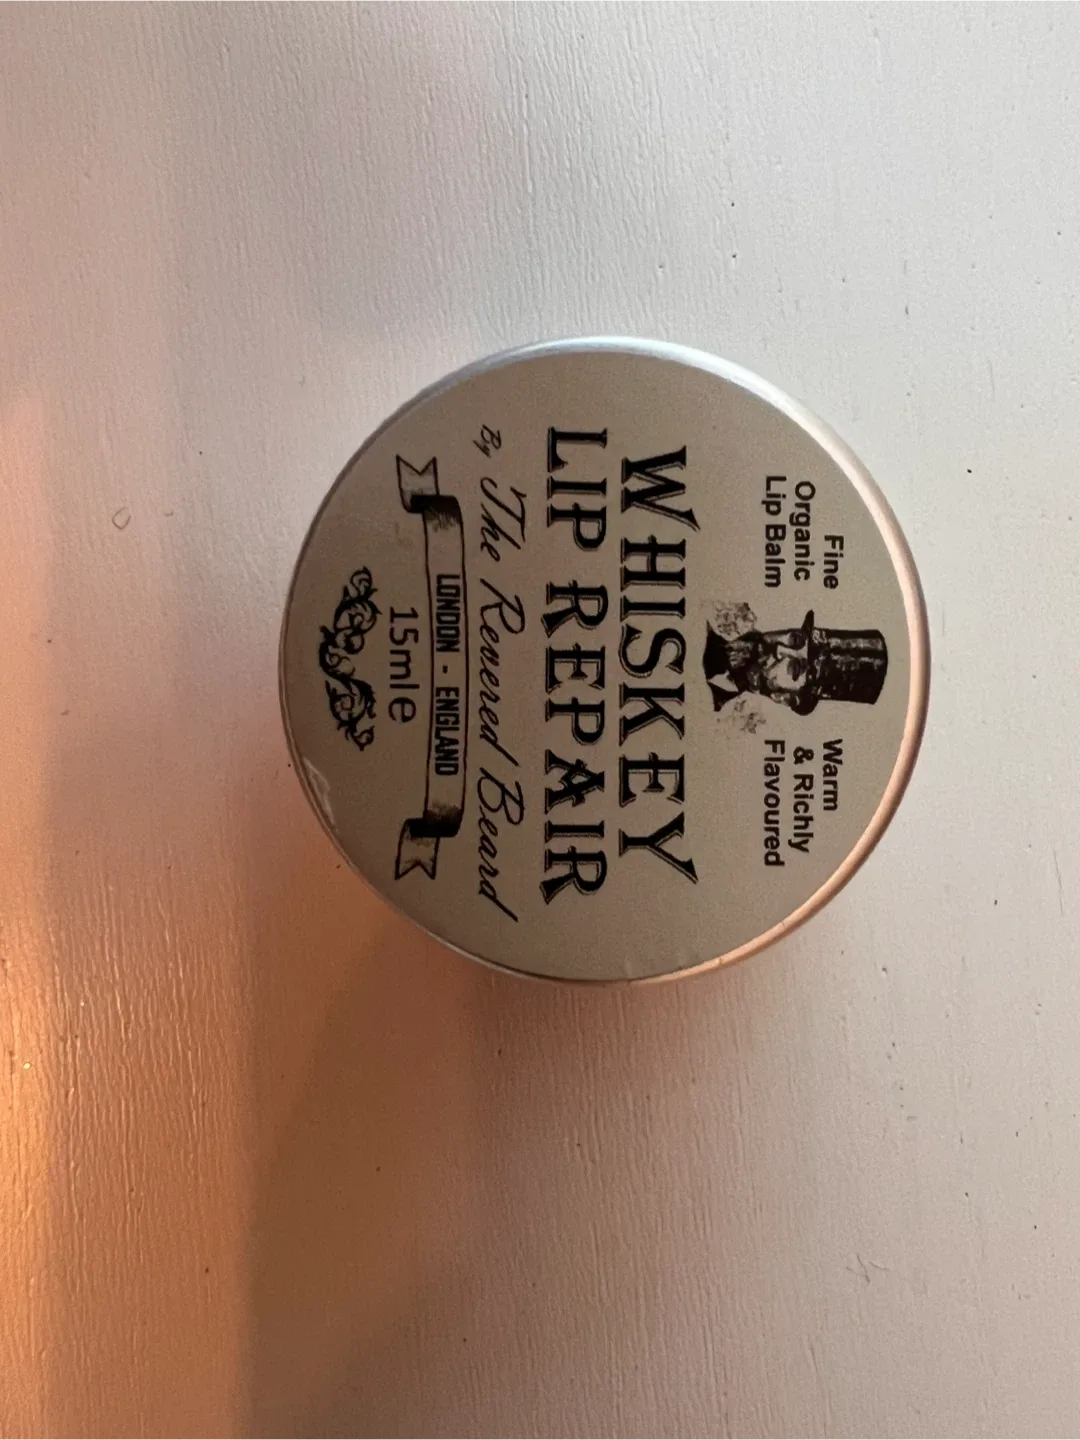 Fine
Organic
Lip Balm
Warm
& Richly
Flavoured
WHISKEY
LIP REPAIR
By The Revered Beard
LONDON - ENGLAND
15ml e